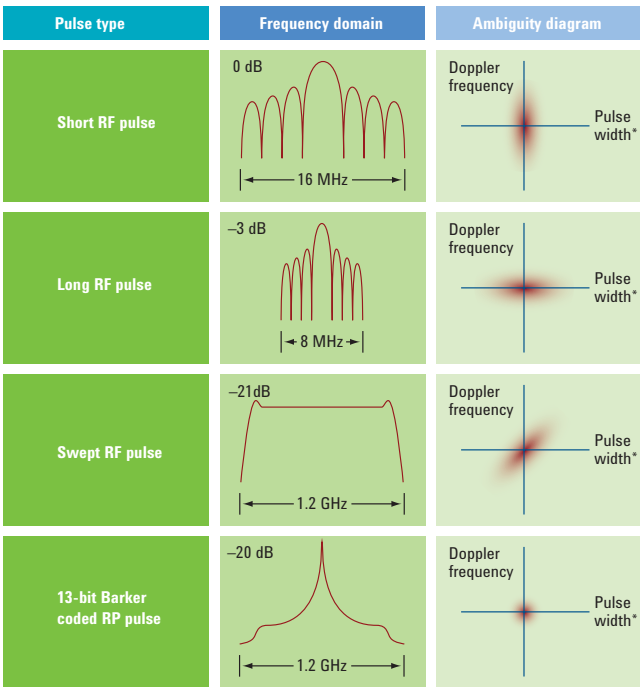 Pulse type
Frequency domain
Ambiguity diagram
Short RF pulse
0 dB
16 MHz
Doppler
frequency
Pulse
width*
Long RF pulse
–3 dB
8 MHz
Doppler
frequency
Pulse
width*
Swept RF pulse
–21dB
1.2 GHz
Doppler
frequency
Pulse
width*
13-bit Barker
coded RP pulse
–20 dB
1.2 GHz
Doppler
frequency
Pulse
width*